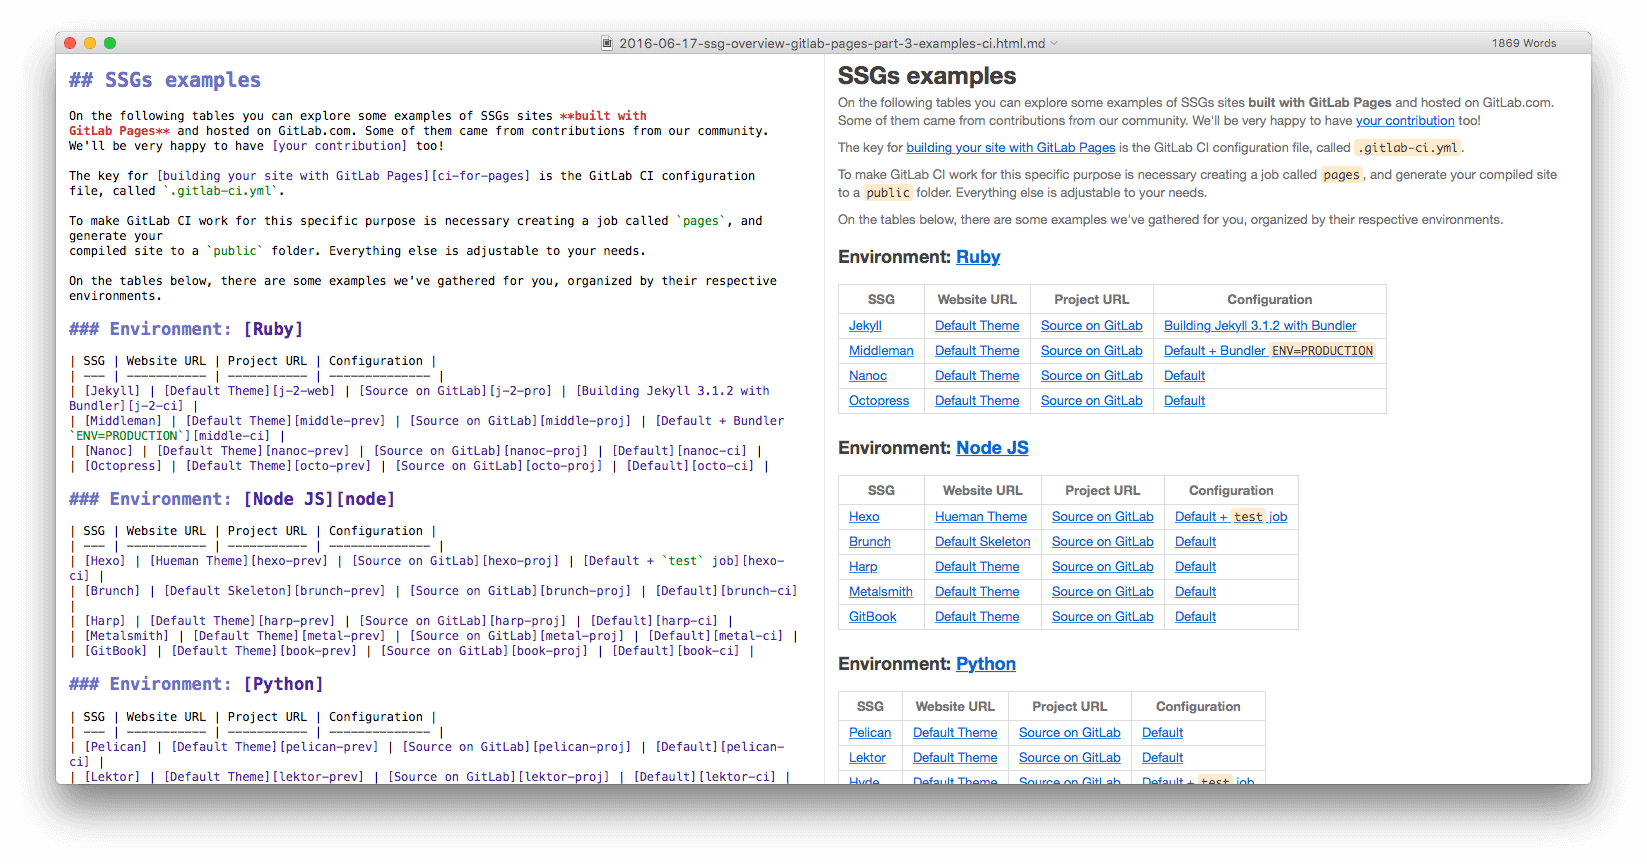 2016-06-17-ssg-overview-gitlab-pages-part-3-examples-ci.html.md
1869 Words
## SSGs examples
On the following tables you can explore some examples of SSGs sites **built with
GitLab Pages** and hosted on GitLab.com. Some of them came from contributions from our community.
We'll be very happy to have [your contribution] too!
The key for [building your site with GitLab Pages][ci-for-pages] is the GitLab CI configuration
file, called `.gitlab-ci.yml`.
To make GitLab CI work for this specific purpose is necessary creating a job called `pages`, and
generate your
compiled site to a `public` folder. Everything else is adjustable to your needs.
On the tables below, there are some examples we've gathered for you, organized by their respective
environments.
### Environment: [Ruby]
| SSG | Website URL | Project URL | Configuration |
| --- | ----------- | ----------- | -------------- |
| [Jekyll] | [Default Theme][j-2-web] | [Source on GitLab][j-2-pro] | [Building Jekyll 3.1.2 with
Bundler][j-2-ci] |
| [Middleman] | [Default Theme][middle-prev] | [Source on GitLab][middle-proj] | [Default + Bundler
`ENV=PRODUCTION`][middle-ci] |
| [Nanoc] | [Default Theme][nanoc-prev] | [Source on GitLab][nanoc-proj] | [Default][nanoc-ci] |
| [Octopress] | [Default Theme][octo-prev] | [Source on GitLab][octo-proj] | [Default][octo-ci] |
### Environment: [Node JS][node]
| SSG | Website URL | Project URL | Configuration |
| --- | ----------- | ----------- | -------------- |
| [Hexo] | [Hueman Theme][hexo-prev] | [Source on GitLab][hexo-proj] | [Default + `test` job][hexo-
ci] |
| [Brunch] | [Default Skeleton][brunch-prev] | [Source on GitLab][brunch-proj] | [Default][brunch-ci]
|
| [Harp] | [Default Theme][harp-prev] | [Source on GitLab][harp-proj] | [Default][harp-ci] |
| [Metalsmith] | [Default Theme][metal-prev] | [Source on GitLab][metal-proj] | [Default][metal-ci] |
| [GitBook] | [Default Theme][book-prev] | [Source on GitLab][book-proj] | [Default][book-ci] |
### Environment: [Python]
| SSG | Website URL | Project URL | Configuration |
| --- | ----------- | ----------- | -------------- |
| [Pelican] | [Default Theme][pelican-prev] | [Source on GitLab][pelican-proj] | [Default][pelican-
ci] |
| [Lektor] | [Default Theme][lektor-prev] | [Source on GitLab][lektor-proj] | [Default][lektor-ci] |
SSGs examples
On the following tables you can explore some examples of SSGs sites built with GitLab Pages and hosted on GitLab.com.
Some of them came from contributions from our community. We'll be very happy to have your contribution too!
The key for building your site with GitLab Pages is the GitLab CI configuration file, called .gitlab-ci.yml.
To make GitLab CI work for this specific purpose is necessary creating a job called pages, and generate your compiled site
to a public folder. Everything else is adjustable to your needs.
On the tables below, there are some examples we've gathered for you, organized by their respective environments.
Environment: Ruby
SSG Website URL Project URL Configuration
Jekyll Default Theme Source on GitLab Building Jekyll 3.1.2 with Bundler
Middleman Default Theme Source on GitLab Default + Bundler ENV=PRODUCTION
Nanoc Default Theme Source on GitLab Default
Octopress Default Theme Source on GitLab Default
Environment: Node JS
SSG Website URL Project URL Configuration
Hexo Hueman Theme Source on GitLab Default + test job
Brunch Default Skeleton Source on GitLab Default
Harp Default Theme Source on GitLab Default
Metalsmith Default Theme Source on GitLab Default
GitBook Default Theme Source on GitLab Default
Environment: Python
SSG Website URL Project URL Configuration
Pelican Default Theme Source on GitLab Default
Lektor Default Theme Source on GitLab Default
Hyde Default Theme Source on GitLab Default + test job